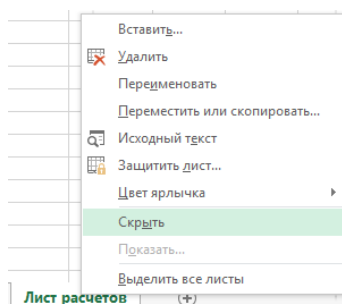 Вставить...
Удалить
Переименовать
Переместить или скопировать...
Исходный текст
Защитить лист...
Цвет ярлычка
Скрыть
Показать...
Выделить все листы
Лист расчетов